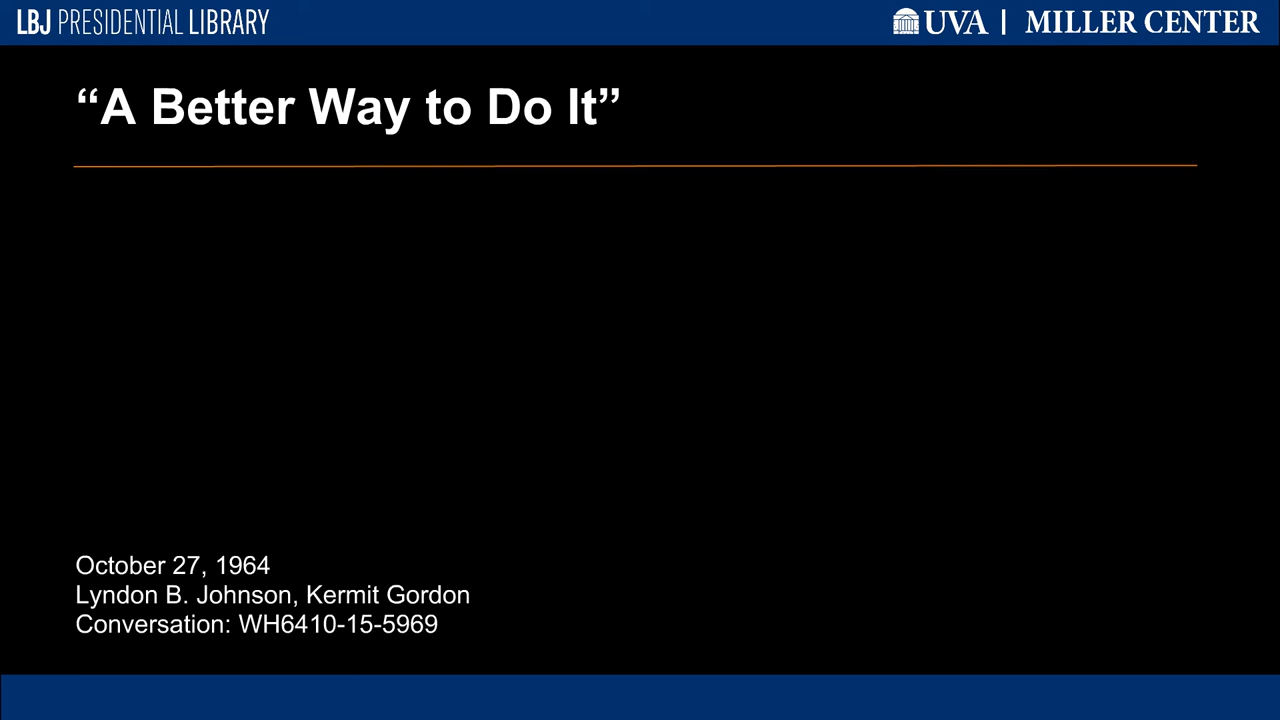 LBJ PRESIDENTIAL LIBRARY
UVA | MILLER CENTER
“A Better Way to Do It”
October 27, 1964
Lyndon B. Johnson, Kermit Gordon
Conversation: WH6410-15-5969